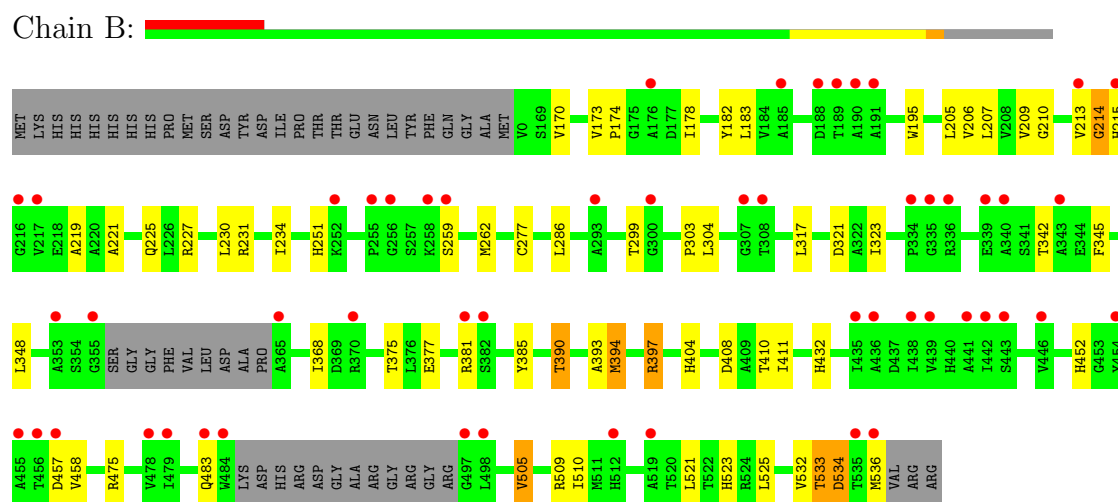 Chain B:
MET LYS HIS HIS HIS HIS HIS HIS HIS PRO MET SER ASP TYR ASP ILE PRO THR THR GLU ASN LEU TYR PHE GLN GLY ALA MET V0 S169 V170 V173 P174 G175 A176 D177 I178 Y182 L183 V184 A185 D188 T189 A190 A191 W195 L205 V206 L207 V208 V209 G210 V213 G214 H215
G216 V217 E218 A219 A220 A221 Q225 L226 R227 L230 R231 I234 H251 K252 P255 G256 S257 K258 S259 M262 C277 L286 A293 T299 G300 P303 L304 G307 T308 L317 D321 A322 I323 P334 G335 R336 E339 A340 S341 T342 A343 E344 F345
L348 A353 S354 G355 SER GLY GLY PHE VAL LEU ASP ALA PRO A365 I368 D369 R370 T375 L376 E377 R381 S382 Y385 T390 A393 M394 R397 H404 D408 A409 T410 I411 H432 I435 A436 D437 I438 V439 H440 A441 I442 S443 V446 H452 G453 Y454
A455 T456 D457 V458 R475 V478 I479 Q483 W484 LYS ASP HIS ARG ASP GLY ALA ARG GLY ARG GLY ARG G497 L498 V505 R509 I510 M511 H512 A519 T520 L521 T522 H523 R524 L525 V532 T533 D534 T535 M536 VAL ARG ARG